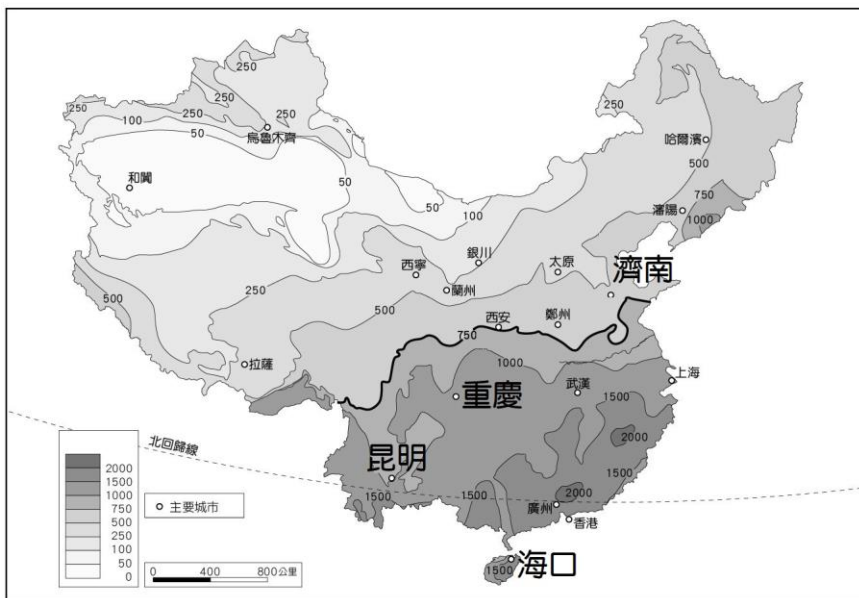 250
250
250
250
250
100
50
烏魯木齊
和闐
50
50
100
250
哈爾濱
500
750
瀋陽
1000
銀川
西寧
太原
濟南
蘭州
250
500
500
西安
鄭州
750
拉薩
1000
重慶
武漢
上海
1500
2000
1500
北回歸線
昆明
1500
1500
2000
廣州
香港
1500
海口
2000
1500
1000
750
500
250
100
50
0
主要城市
0 400 800公里